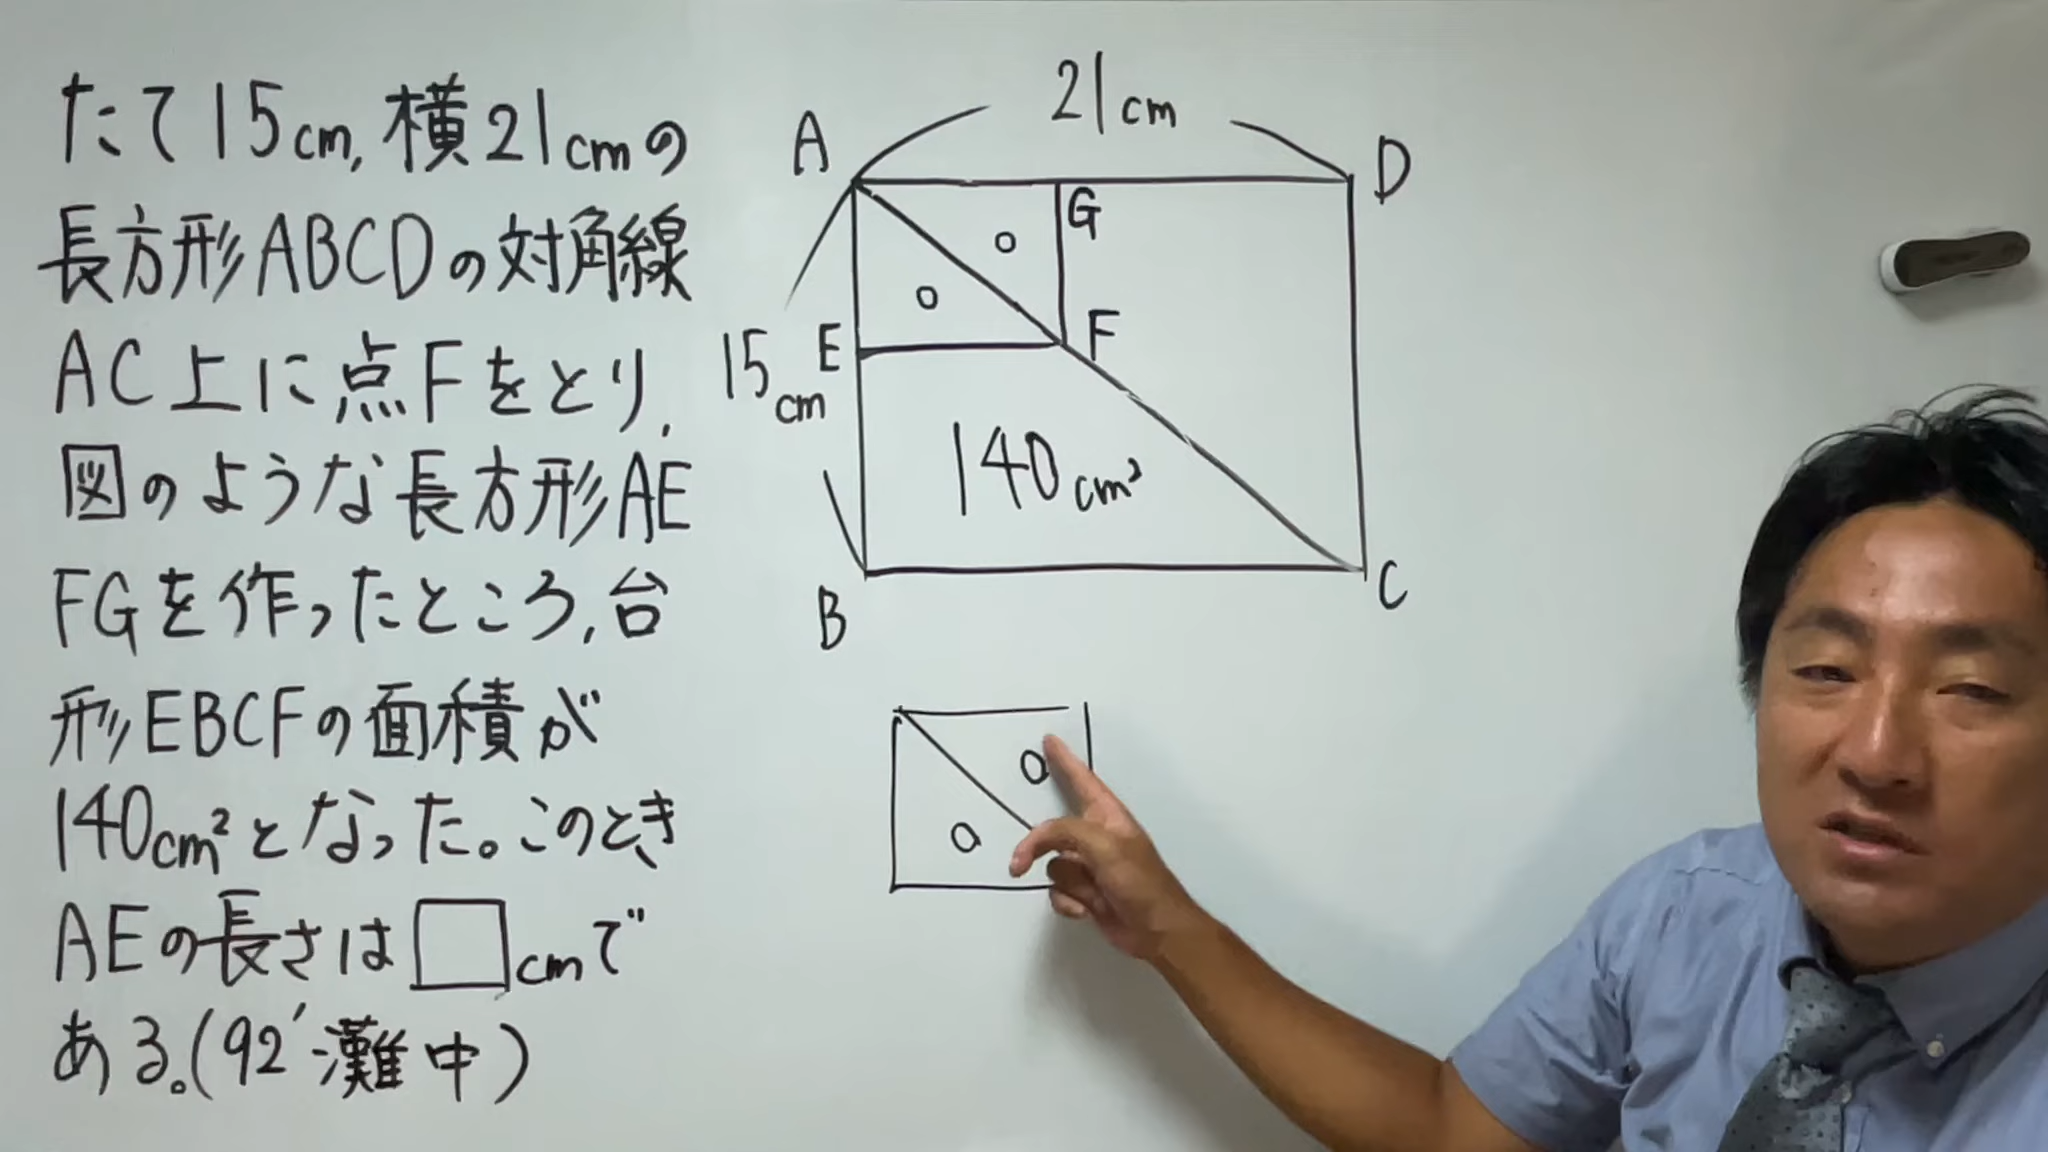 たて15cm,横21cmの
長方形ABCDの対角線
AC上に点Fをとり,
図のような長方形AE
FGを作ったところ,台
形EBCFの面積が
140cm²となった。このとき
AEの長さは□cmで
ある。(92'灘中)
21cm
A
D
G
E
F
15cm
140cm²
B
C